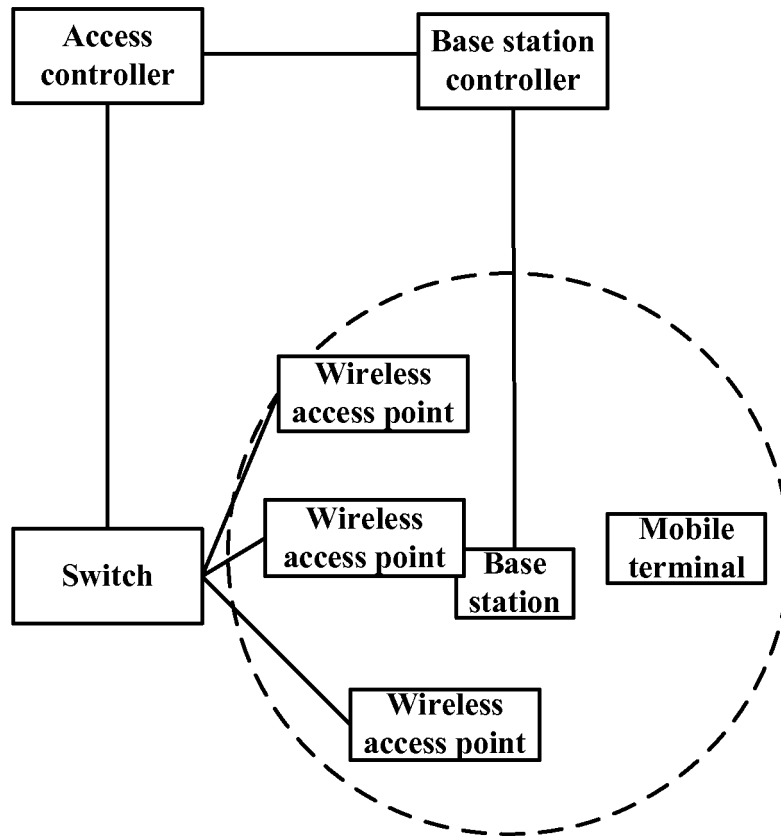 Access
controller
Base station
controller
Wireless
access point
Wireless
access point
Switch
Base
station
Mobile
terminal
Wireless
access point